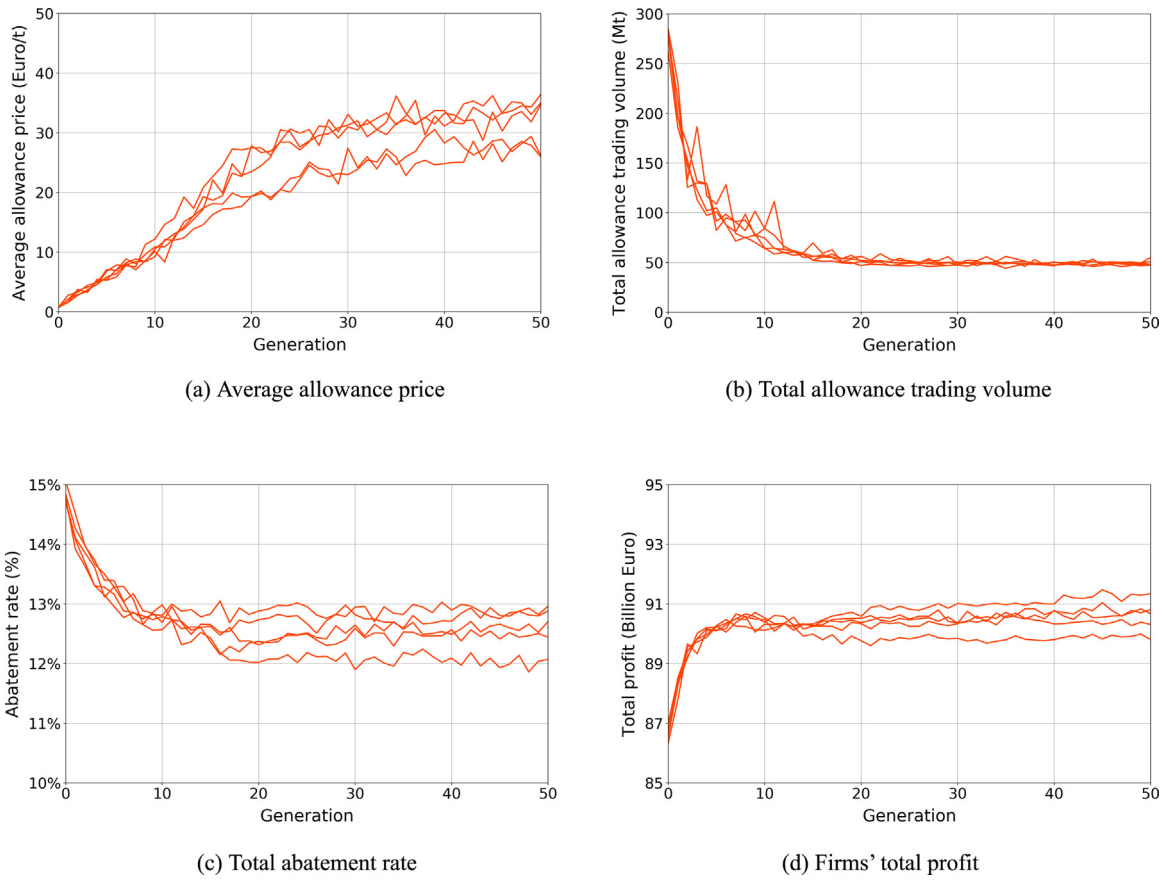 50
40
30
20
10
0
Average allowance price (Euro/t)
0 10 20 30 40 50
Generation
(a) Average allowance price
300
250
200
150
100
50
0
Total allowance trading volume (Mt)
0 10 20 30 40 50
Generation
(b) Total allowance trading volume
15%
14%
13%
12%
11%
10%
Abatement rate (%)
0 10 20 30 40 50
Generation
(c) Total abatement rate
95
93
91
89
87
85
Total profit (Billion Euro)
0 10 20 30 40 50
Generation
(d) Firms’ total profit